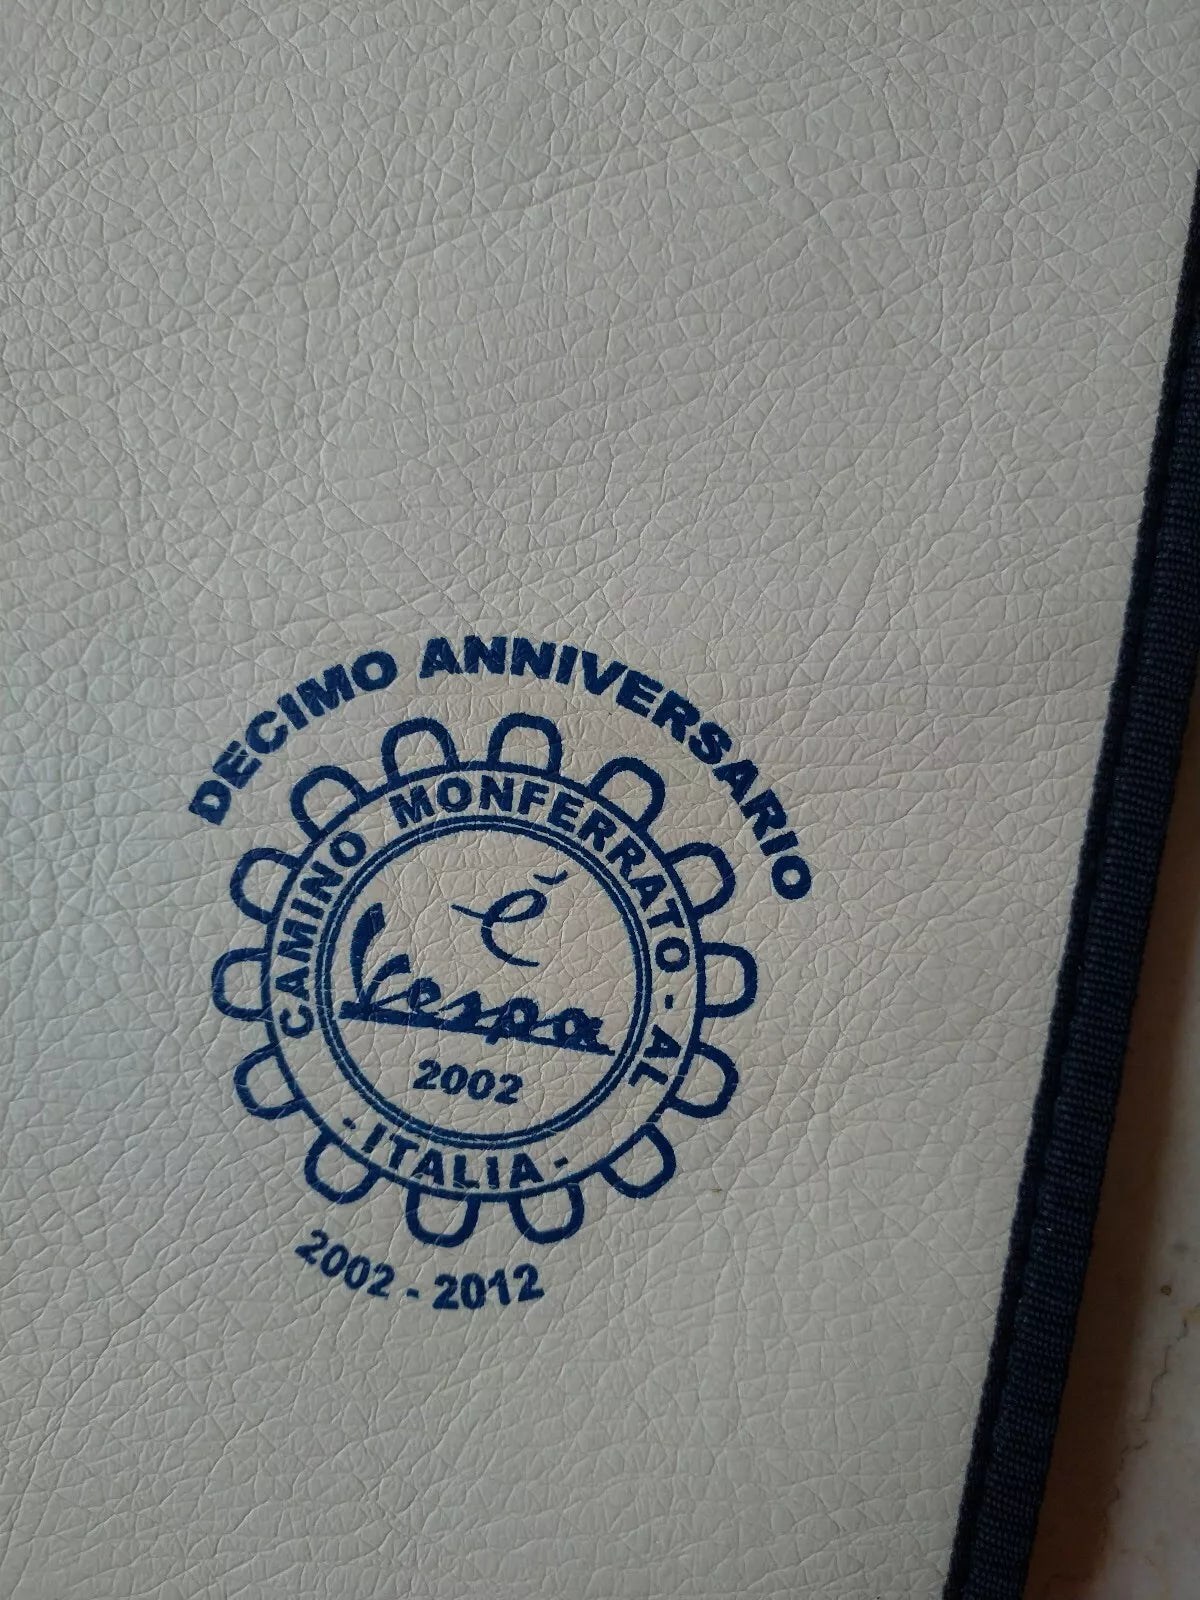 DECIMO ANNIVERSARIO
CAMINO MONFERRATO - AL
è
Vespa
2002
- ITALIA -
2002 - 2012